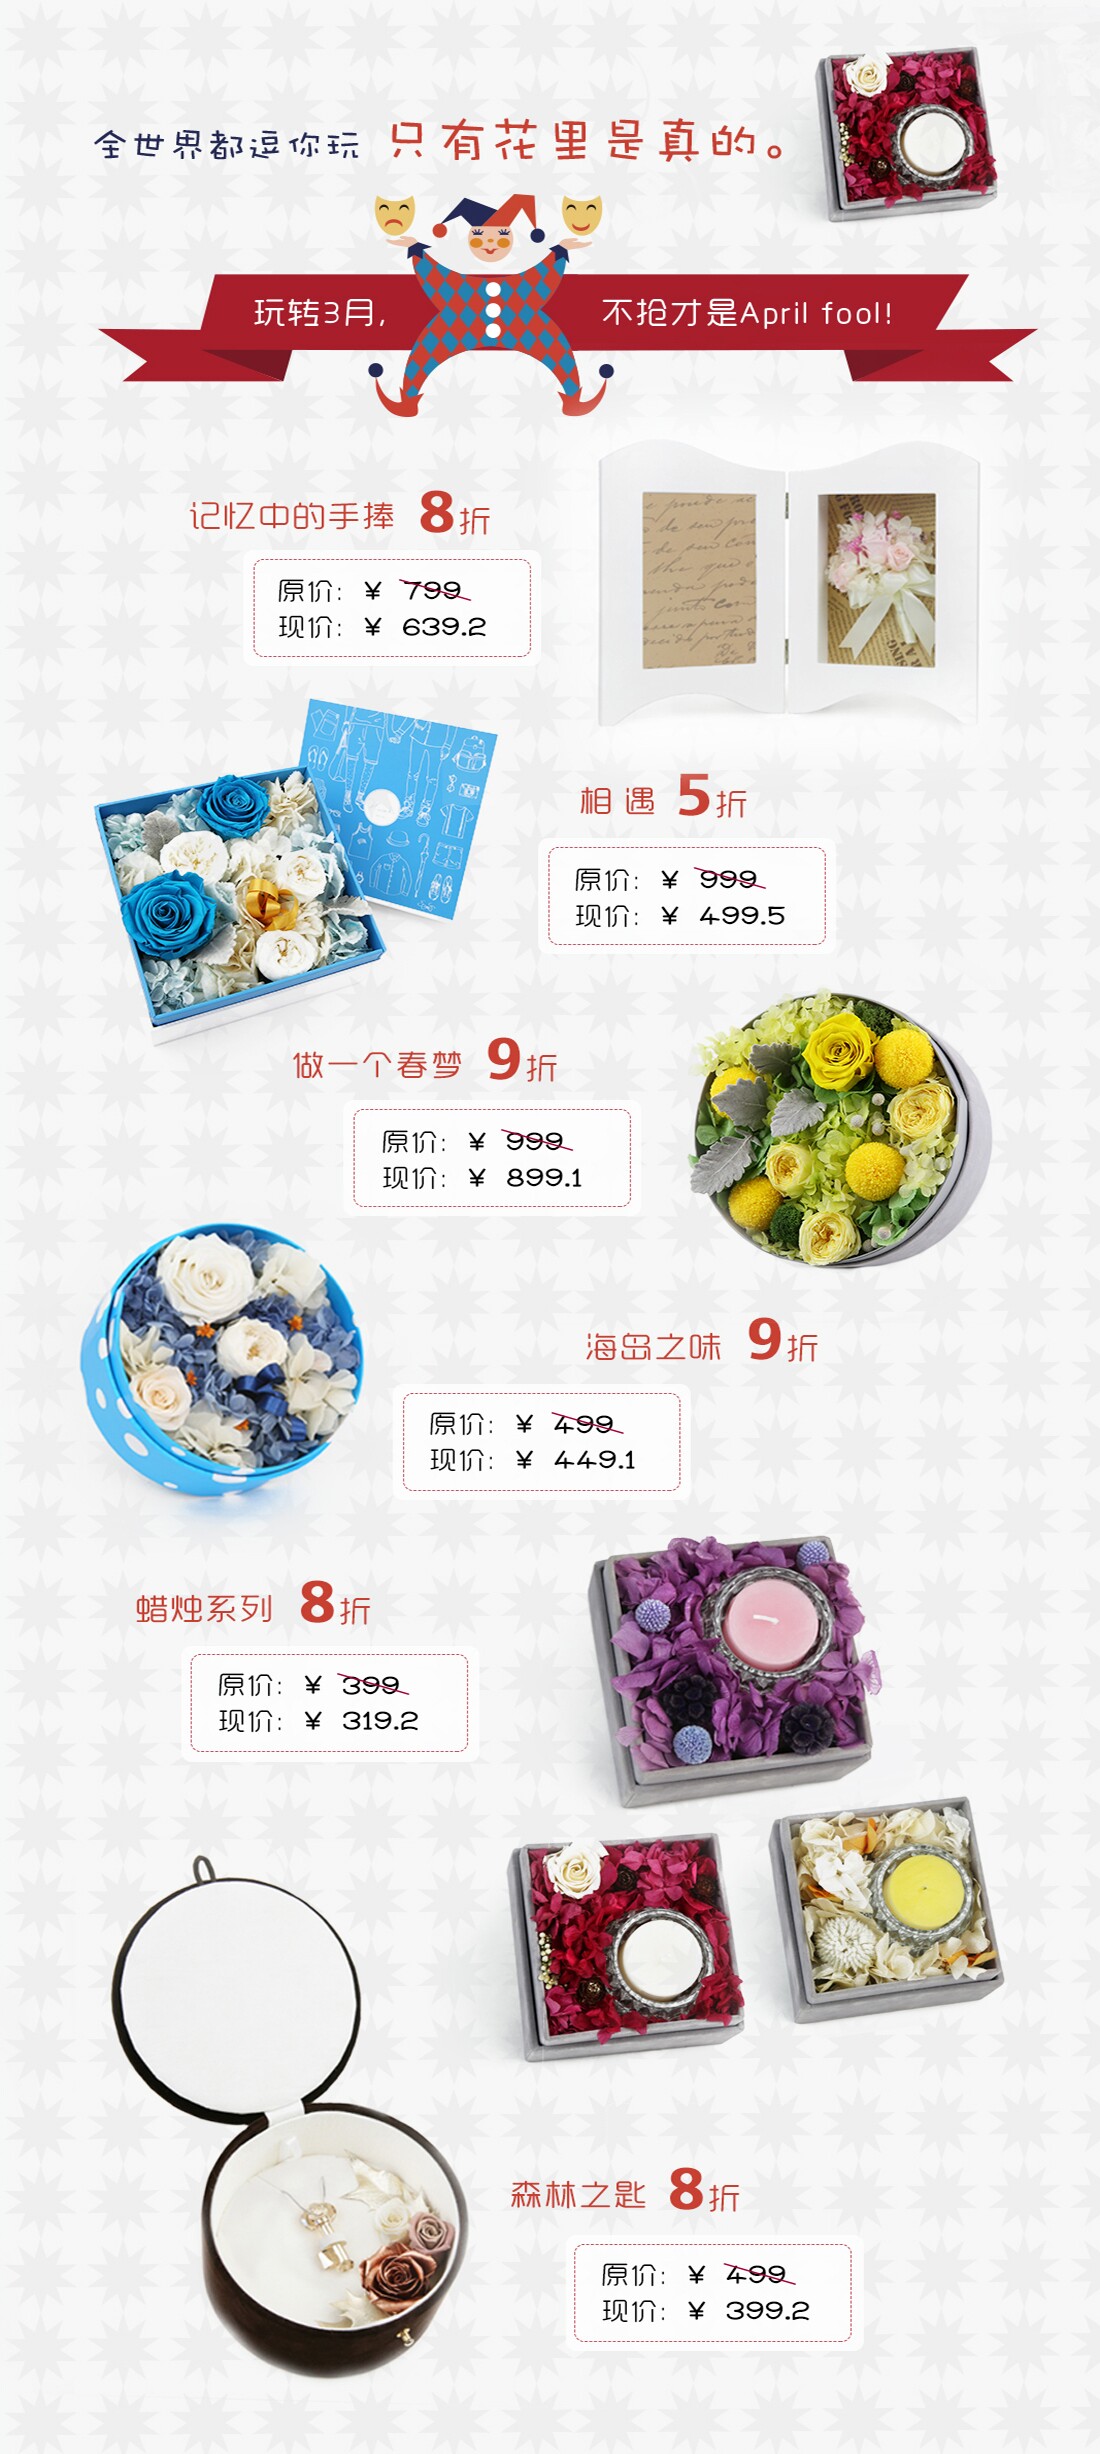 全世界都逗你玩 只有花里是真的。
玩转3月, 不抢才是April fool!
记忆中的手捧 8折
原价: ¥ 799
现价: ¥ 639.2
相遇 5折
原价: ¥ 999
现价: ¥ 499.5
做一个春梦 9折
原价: ¥ 999
现价: ¥ 899.1
海岛之味 9折
原价: ¥ 499
现价: ¥ 449.1
蜡烛系列 8折
原价: ¥ 399
现价: ¥ 319.2
森林之匙 8折
原价: ¥ 499
现价: ¥ 399.2